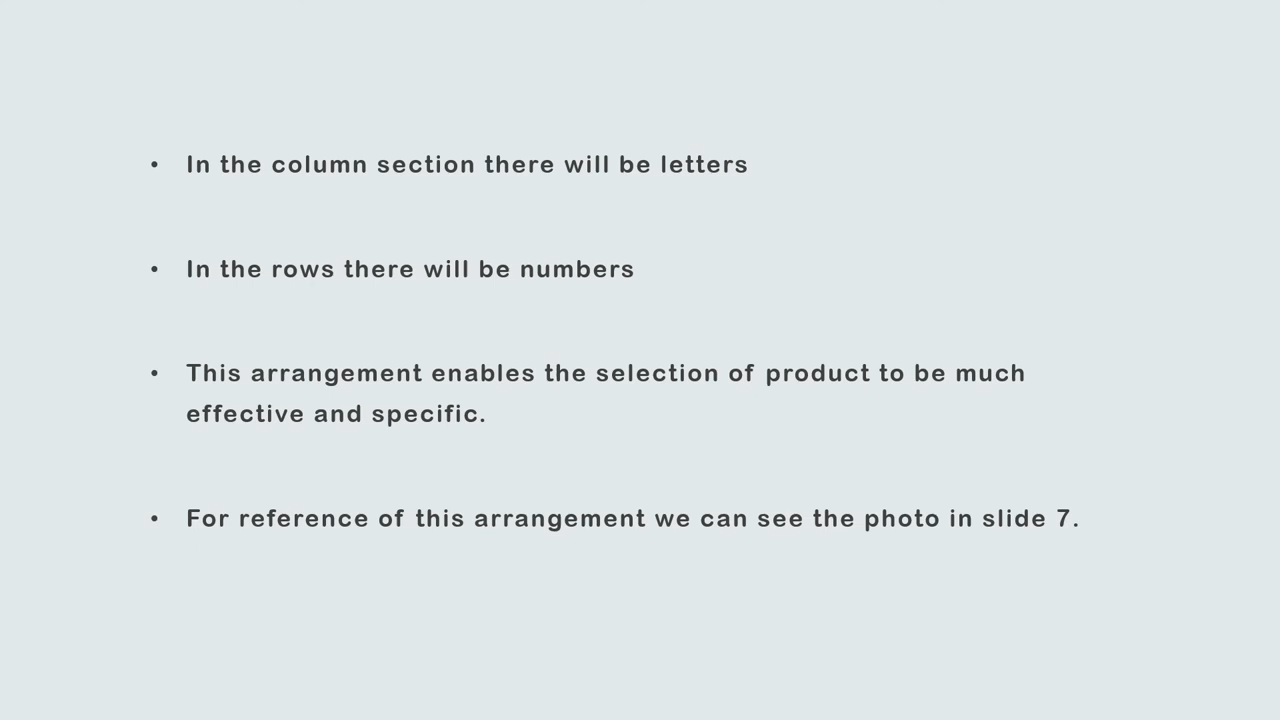 • In the column section there will be letters
• In the rows there will be numbers
• This arrangement enables the selection of product to be much
effective and specific.
• For reference of this arrangement we can see the photo in slide 7.